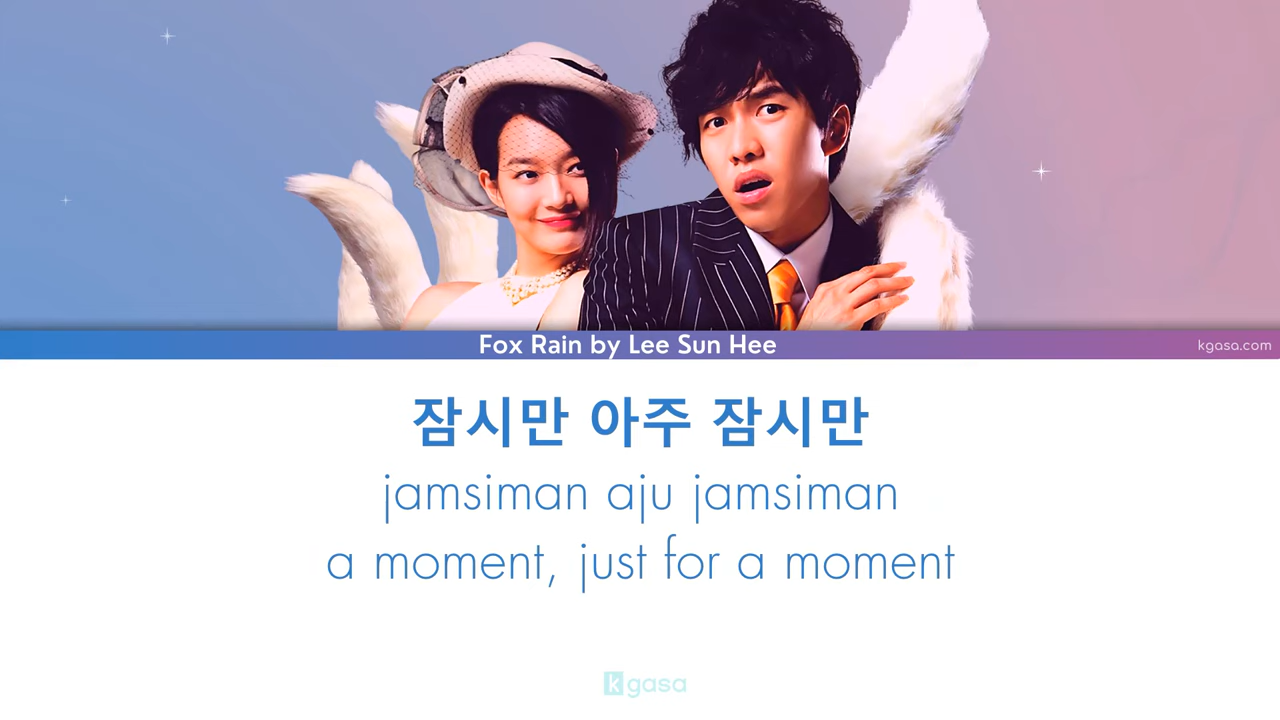 Fox Rain by Lee Sun Hee
kgasa.com
잠시만 아주 잠시만
jamsiman aju jamsiman
a moment, just for a moment
kgasa